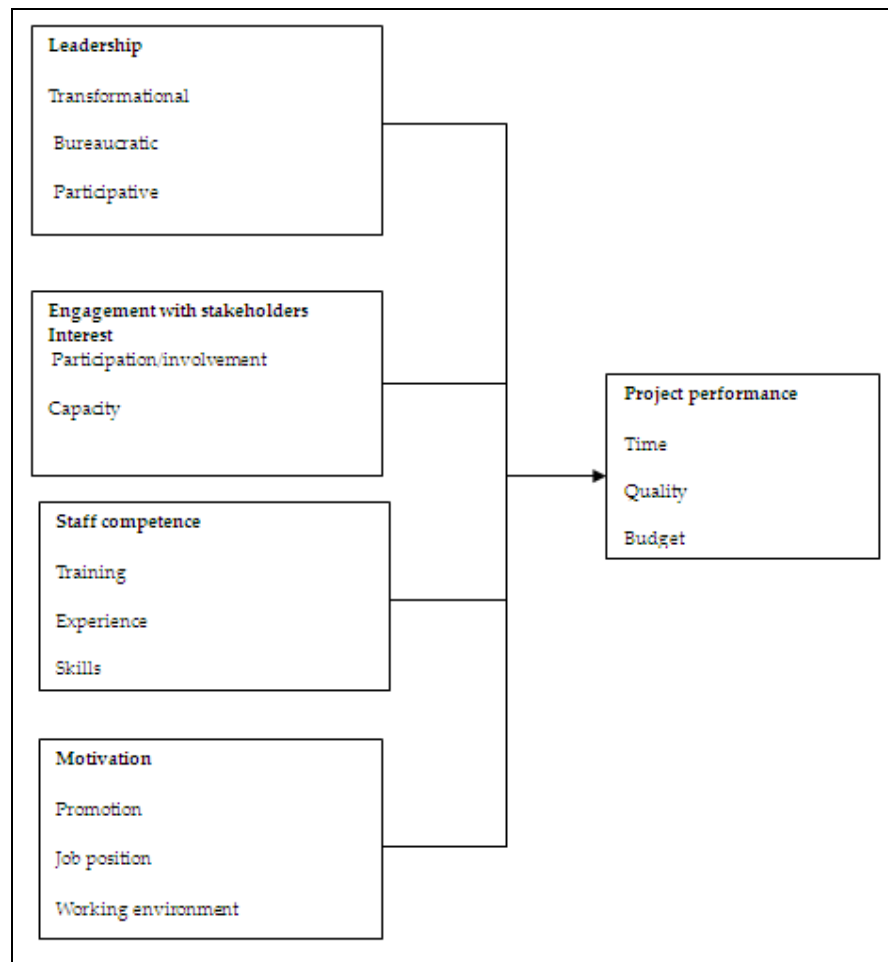 Leadership
Transformational
Bureaucratic
Participative
Engagement with stakeholders
Interest
Participation/involvement
Capacity
Staff competence
Training
Experience
Skills
Motivation
Promotion
Job position
Working environment
Project performance
Time
Quality
Budget